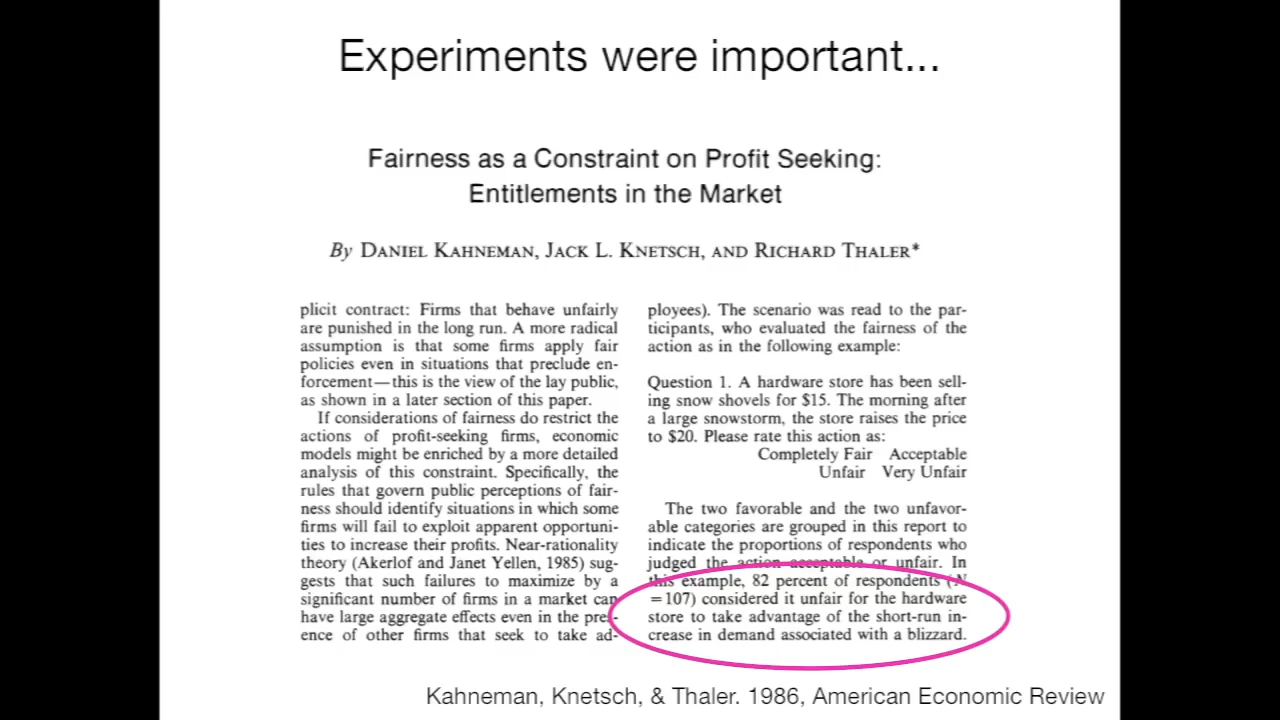 Experiments were important...
Fairness as a Constraint on Profit Seeking:
Entitlements in the Market
By DANIEL KAHNEMAN, JACK L. KNETSCH, AND RICHARD THALER*
plicit contract: Firms that behave unfairly
are punished in the long run. A more radical
assumption is that some firms apply fair
policies even in situations that preclude en-
forcement—this is the view of the lay public,
as shown in a later section of this paper.
If considerations of fairness do restrict the
actions of profit-seeking firms, economic
models might be enriched by a more detailed
analysis of this constraint. Specifically, the
rules that govern public perceptions of fair-
ness should identify situations in which some
firms will fail to exploit apparent opportuni-
ties to increase their profits. Near-rationality
theory (Akerlof and Janet Yellen, 1985) sug-
gests that such failures to maximize by a
significant number of firms in a market can
have large aggregate effects even in the pres-
ence of other firms that seek to take ad-
ployees). The scenario was read to the par-
ticipants, who evaluated the fairness of the
action as in the following example:
Question 1. A hardware store has been sell-
ing snow shovels for $15. The morning after
a large snowstorm, the store raises the price
to $20. Please rate this action as:
Completely Fair Acceptable
Unfair Very Unfair
The two favorable and the two unfavor-
able categories are grouped in this report to
indicate the proportions of respondents who
judged the action acceptable or unfair. In
this example, 82 percent of respondents (N
=107) considered it unfair for the hardware
store to take advantage of the short-run in-
crease in demand associated with a blizzard.
Kahneman, Knetsch, & Thaler. 1986, American Economic Review